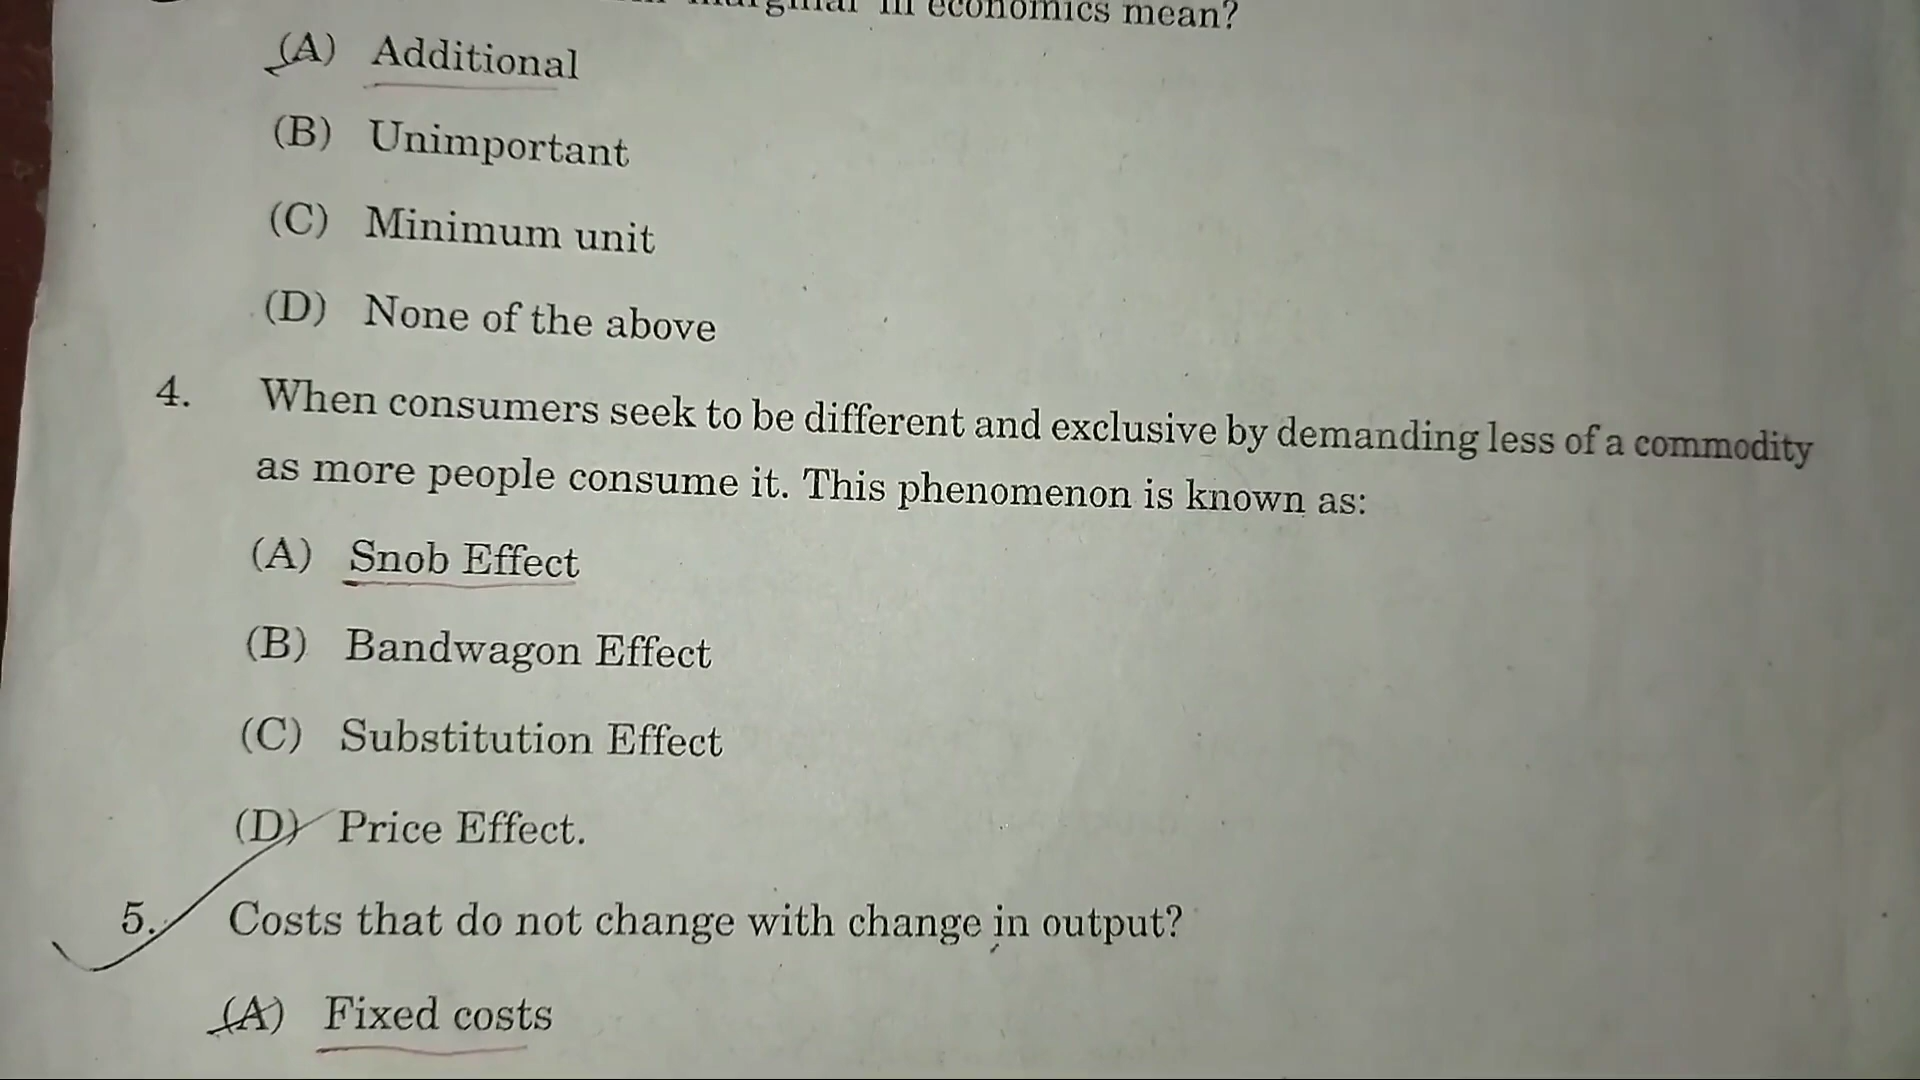 marginal in economics mean?
(A) Additional
(B) Unimportant
(C) Minimum unit
(D) None of the above
4. When consumers seek to be different and exclusive by demanding less of a commodity
as more people consume it. This phenomenon is known as:
(A) Snob Effect
(B) Bandwagon Effect
(C) Substitution Effect
(D) Price Effect.
5. Costs that do not change with change in output?
(A) Fixed costs